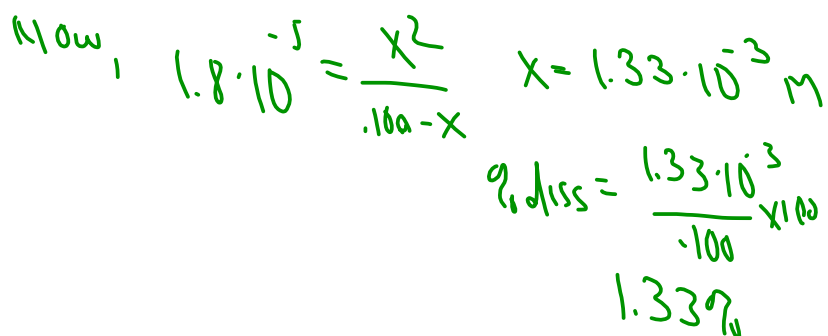 Now, 1.8·10^-5 = x^2/(.100-x) x = 1.33·10^-3 M
% diss = 1.33·10^-3/.100 x100
1.33%